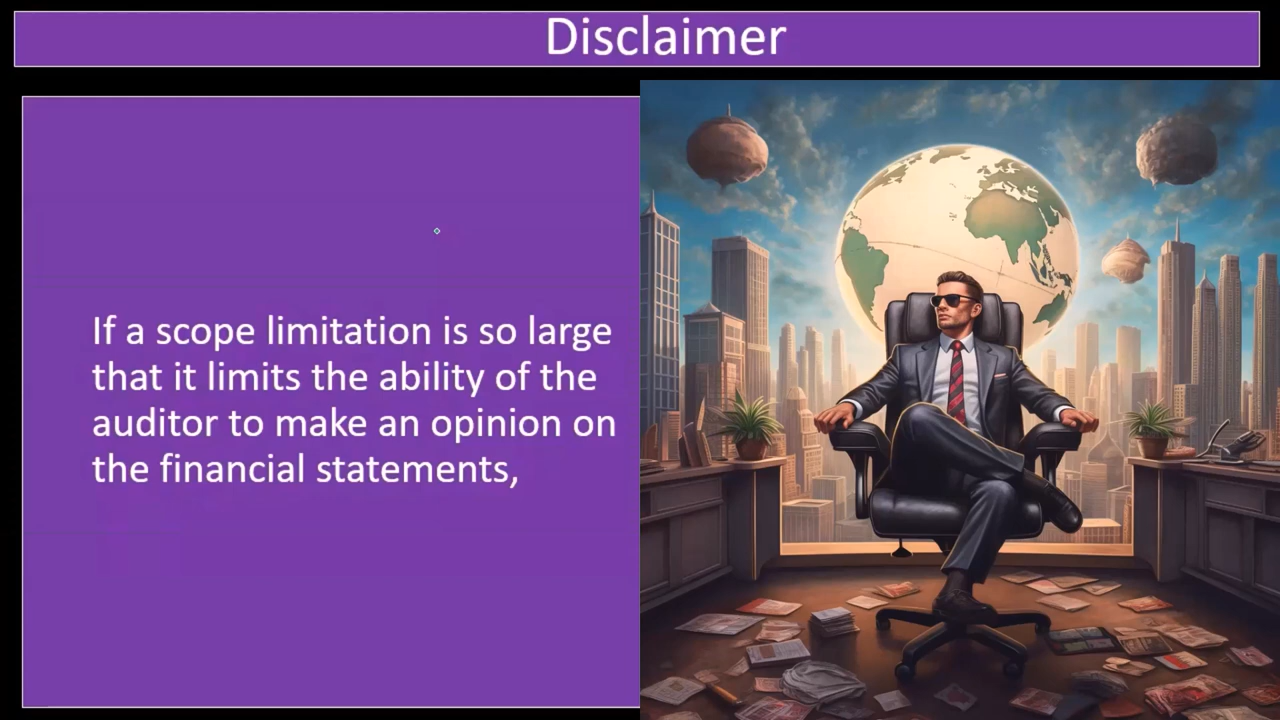 Disclaimer
If a scope limitation is so large
that it limits the ability of the
auditor to make an opinion on
the financial statements,